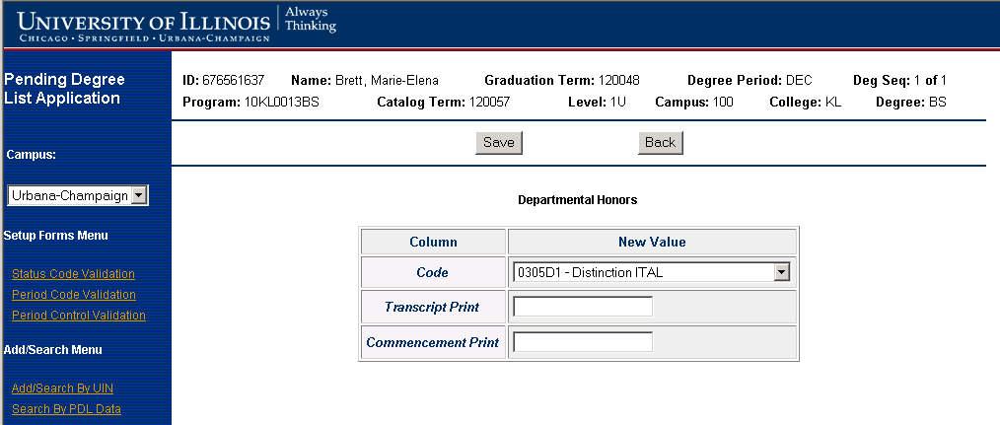 UNIVERSITY OF ILLINOIS
CHICAGO • SPRINGFIELD • URBANA-CHAMPAIGN
Always
Thinking
Pending Degree
List Application
Campus:
Urbana-Champaign
Setup Forms Menu
Status Code Validation
Period Code Validation
Period Control Validation
Add/Search Menu
Add/Search By UIN
Search By PDL Data
ID: 676561637 Name: Brett, Marie-Elena Graduation Term: 120048 Degree Period: DEC Deg Seq: 1 of 1
Program: 10KL0013BS Catalog Term: 120057 Level: 1U Campus: 100 College: KL Degree: BS
Save Back
Departmental Honors
Column New Value
Code 0305D1 - Distinction ITAL
Transcript Print
Commencement Print